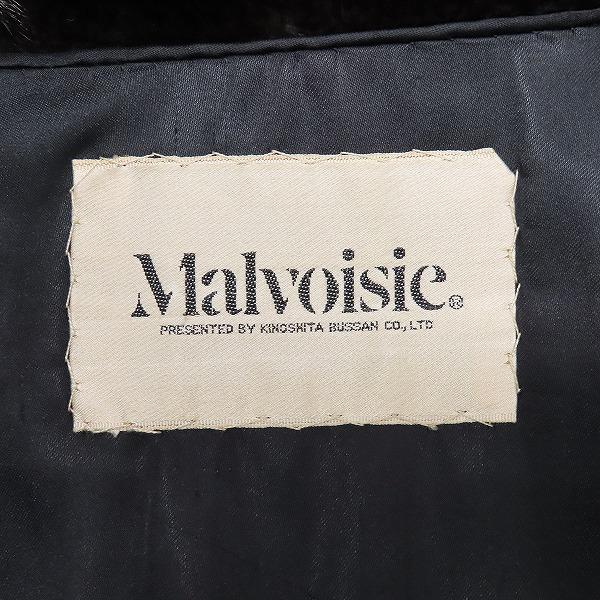 Malvoisie®
PRESENTED BY KINOSHITA BUSSAN CO., LTD